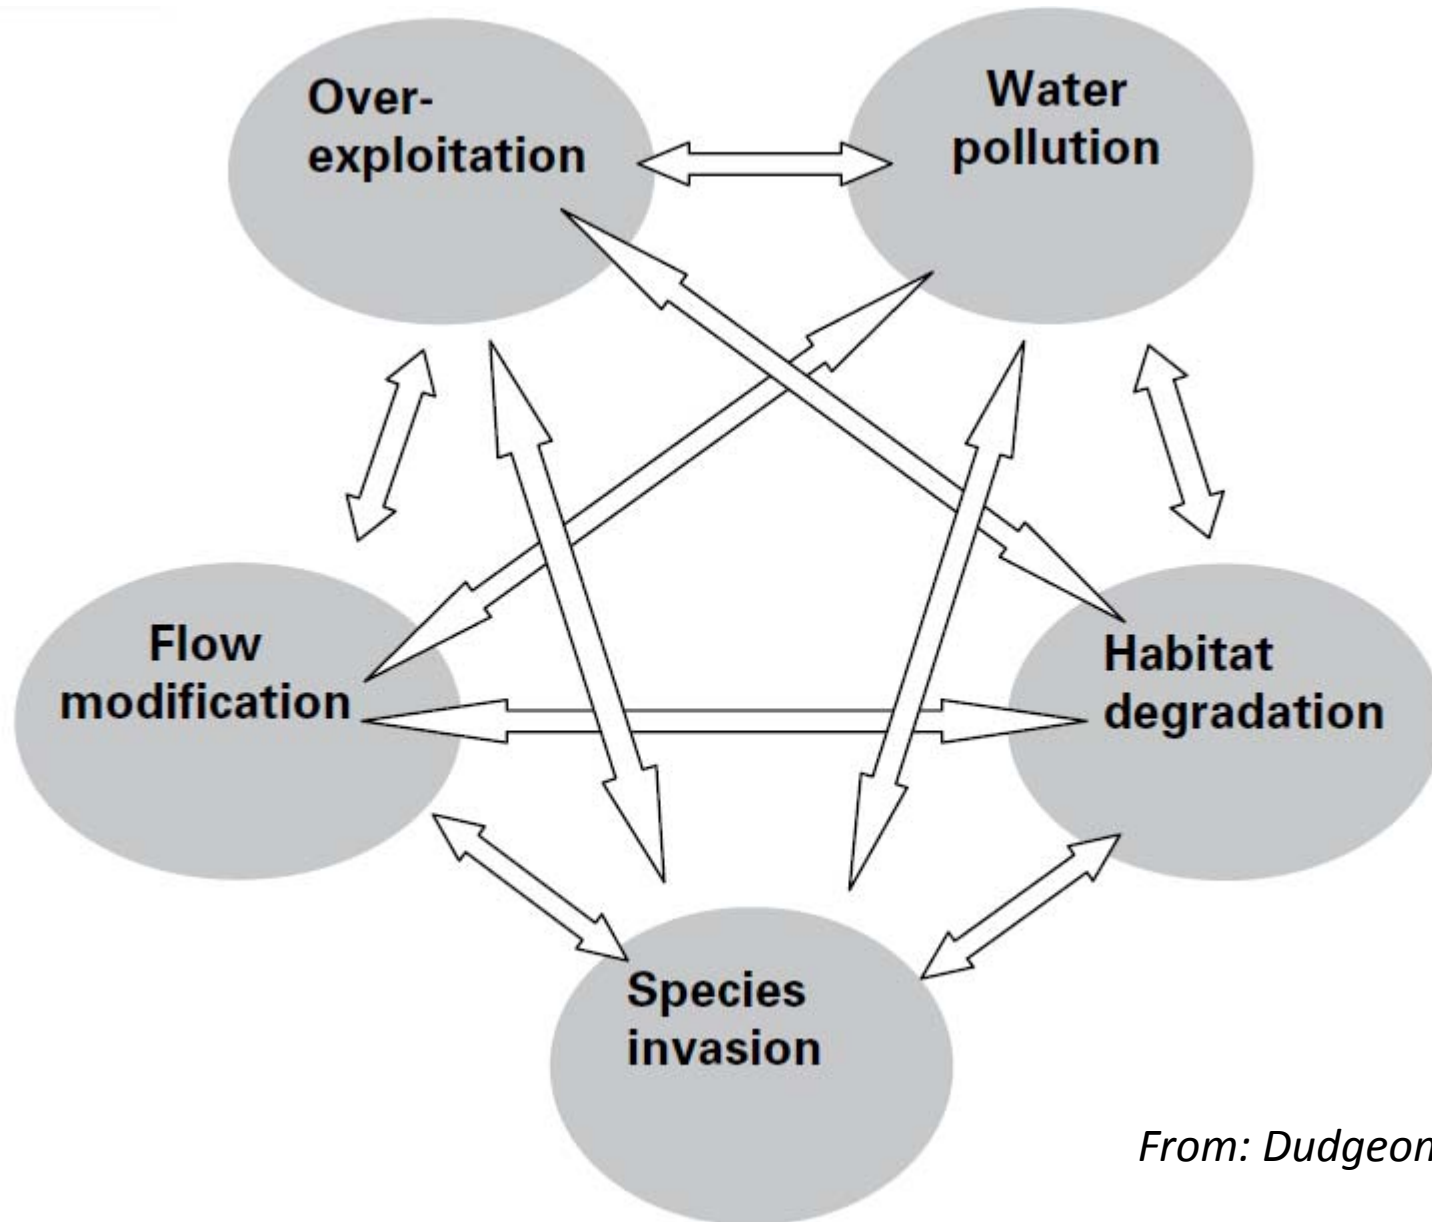 Over-
exploitation
Water
pollution
Flow
modification
Habitat
degradation
Species
invasion
From: Dudgeon